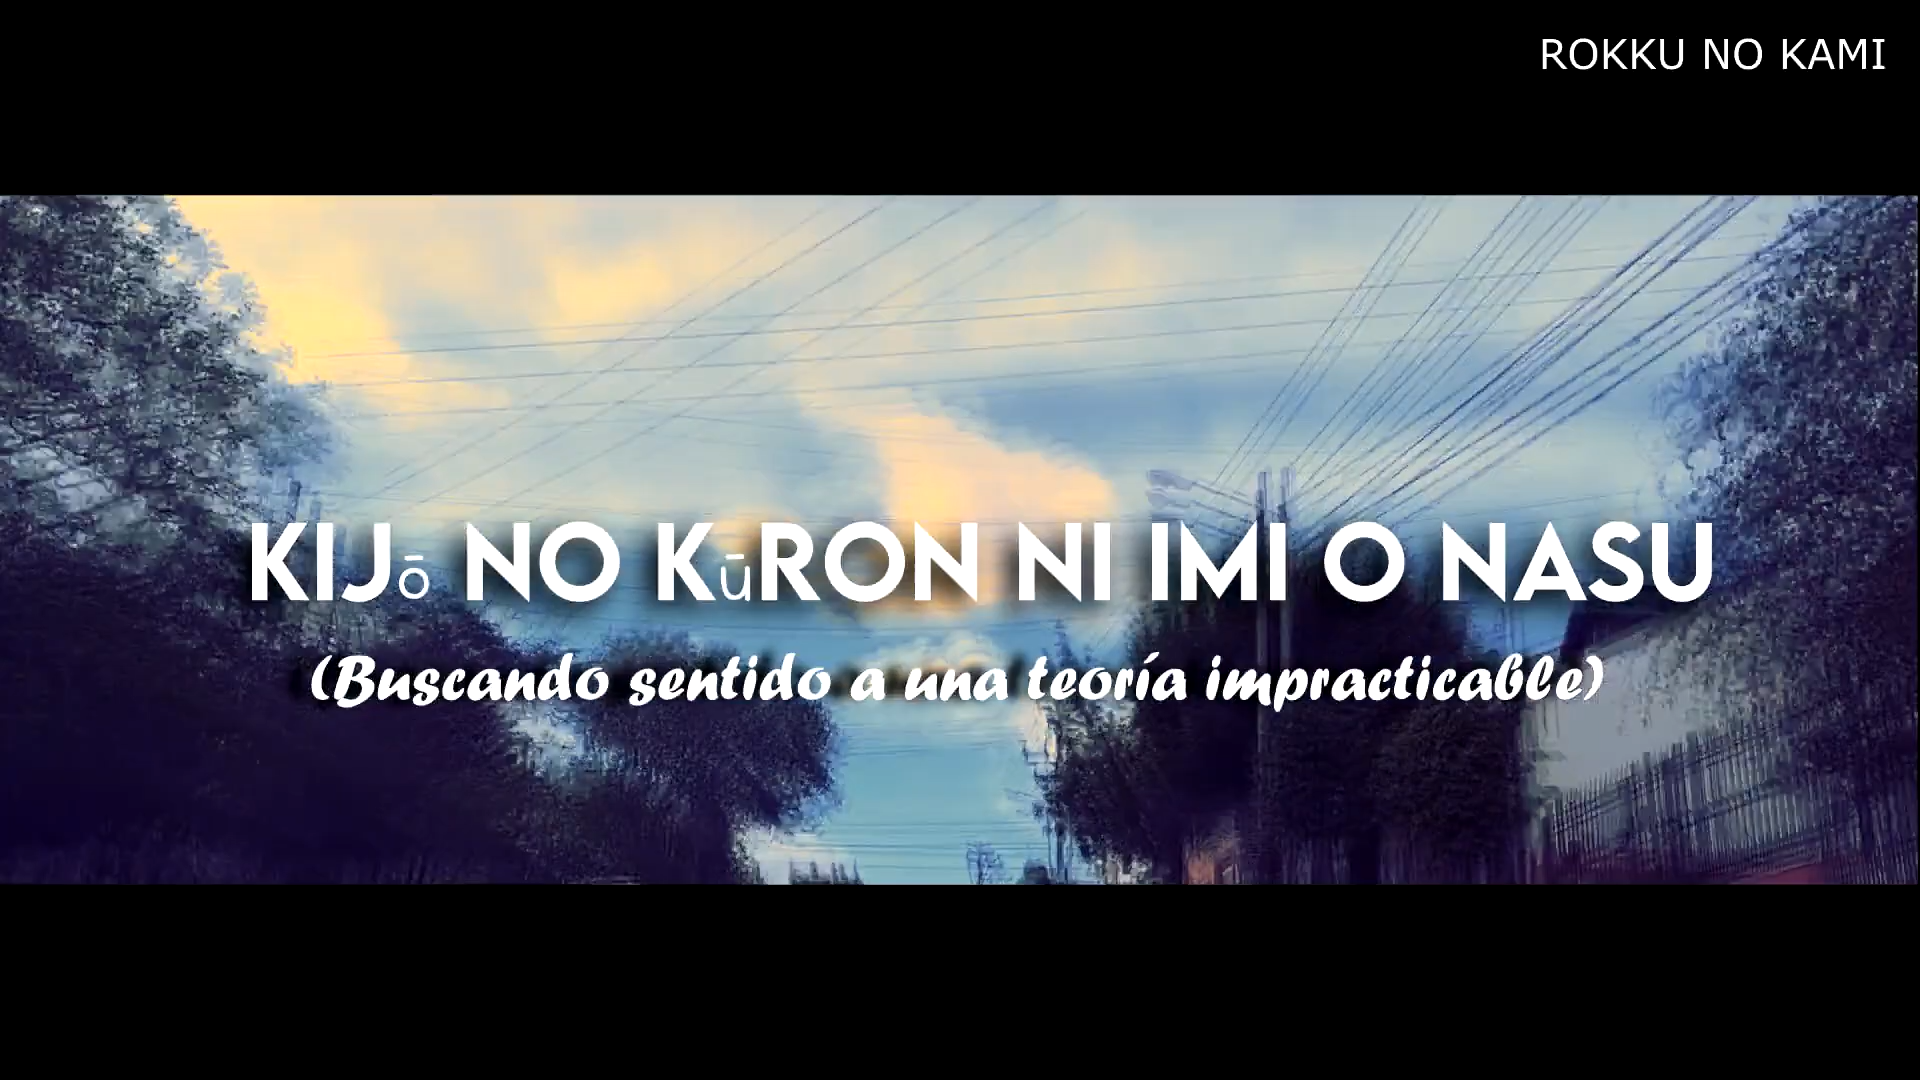 ROKKU NO KAMI
KIJō NO KūRON NI IMI O NASU
(Buscando sentido a una teoría impracticable)